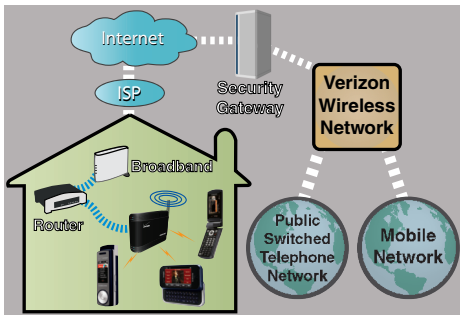 Internet
ISP
Security
Gateway
Verizon
Wireless
Network
Broadband
Router
Public
Switched
Telephone
Network
Mobile
Network